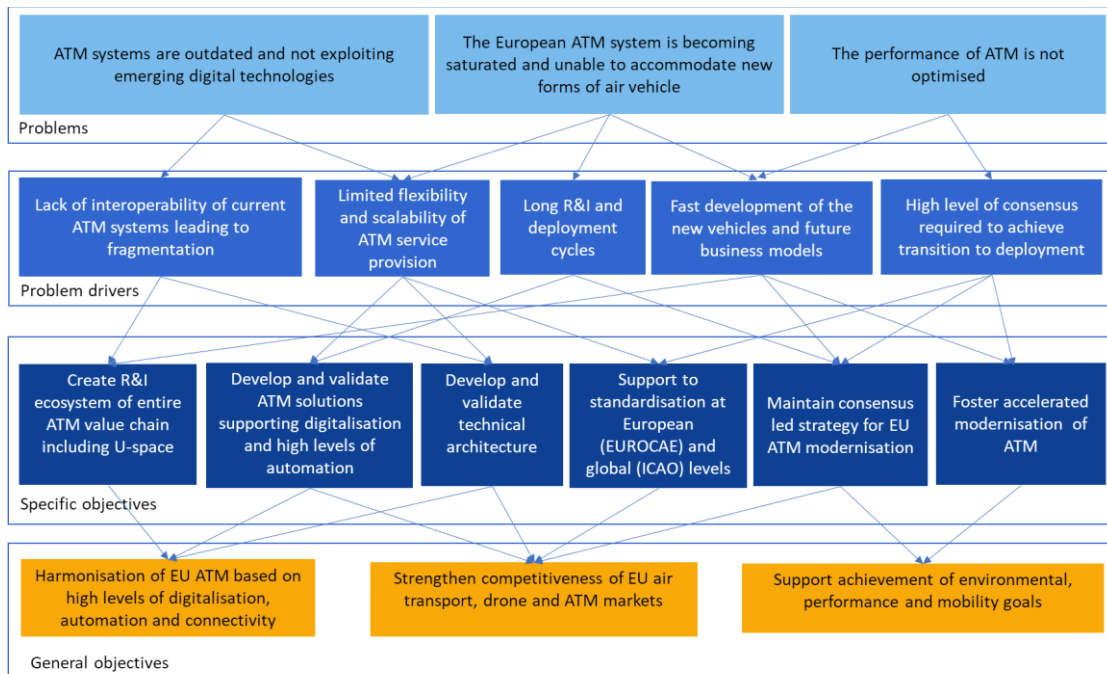 ATM systems are outdated and not exploiting
emerging digital technologies
The European ATM system is becoming
saturated and unable to accommodate new
forms of air vehicle
The performance of ATM is not
optimised
Problems
Lack of interoperability of current
ATM systems leading to
fragmentation
Limited flexibility
and scalability of
ATM service
provision
Long R&I and
deployment
cycles
Fast development of the
new vehicles and future
business models
High level of consensus
required to achieve
transition to deployment
Problem drivers
Create R&I
ecosystem of entire
ATM value chain
including U-space
Develop and validate
ATM solutions
supporting digitalisation
and high levels of
automation
Develop and
validate
technical
architecture
Support to
standardisation at
European
(EUROCAE) and
global (ICAO) levels
Maintain consensus
led strategy for EU
ATM modernisation
Foster accelerated
modernisation of
ATM
Specific objectives
Harmonisation of EU ATM based on
high levels of digitalisation,
automation and connectivity
Strengthen competitiveness of EU air
transport, drone and ATM markets
Support achievement of environmental,
performance and mobility goals
General objectives